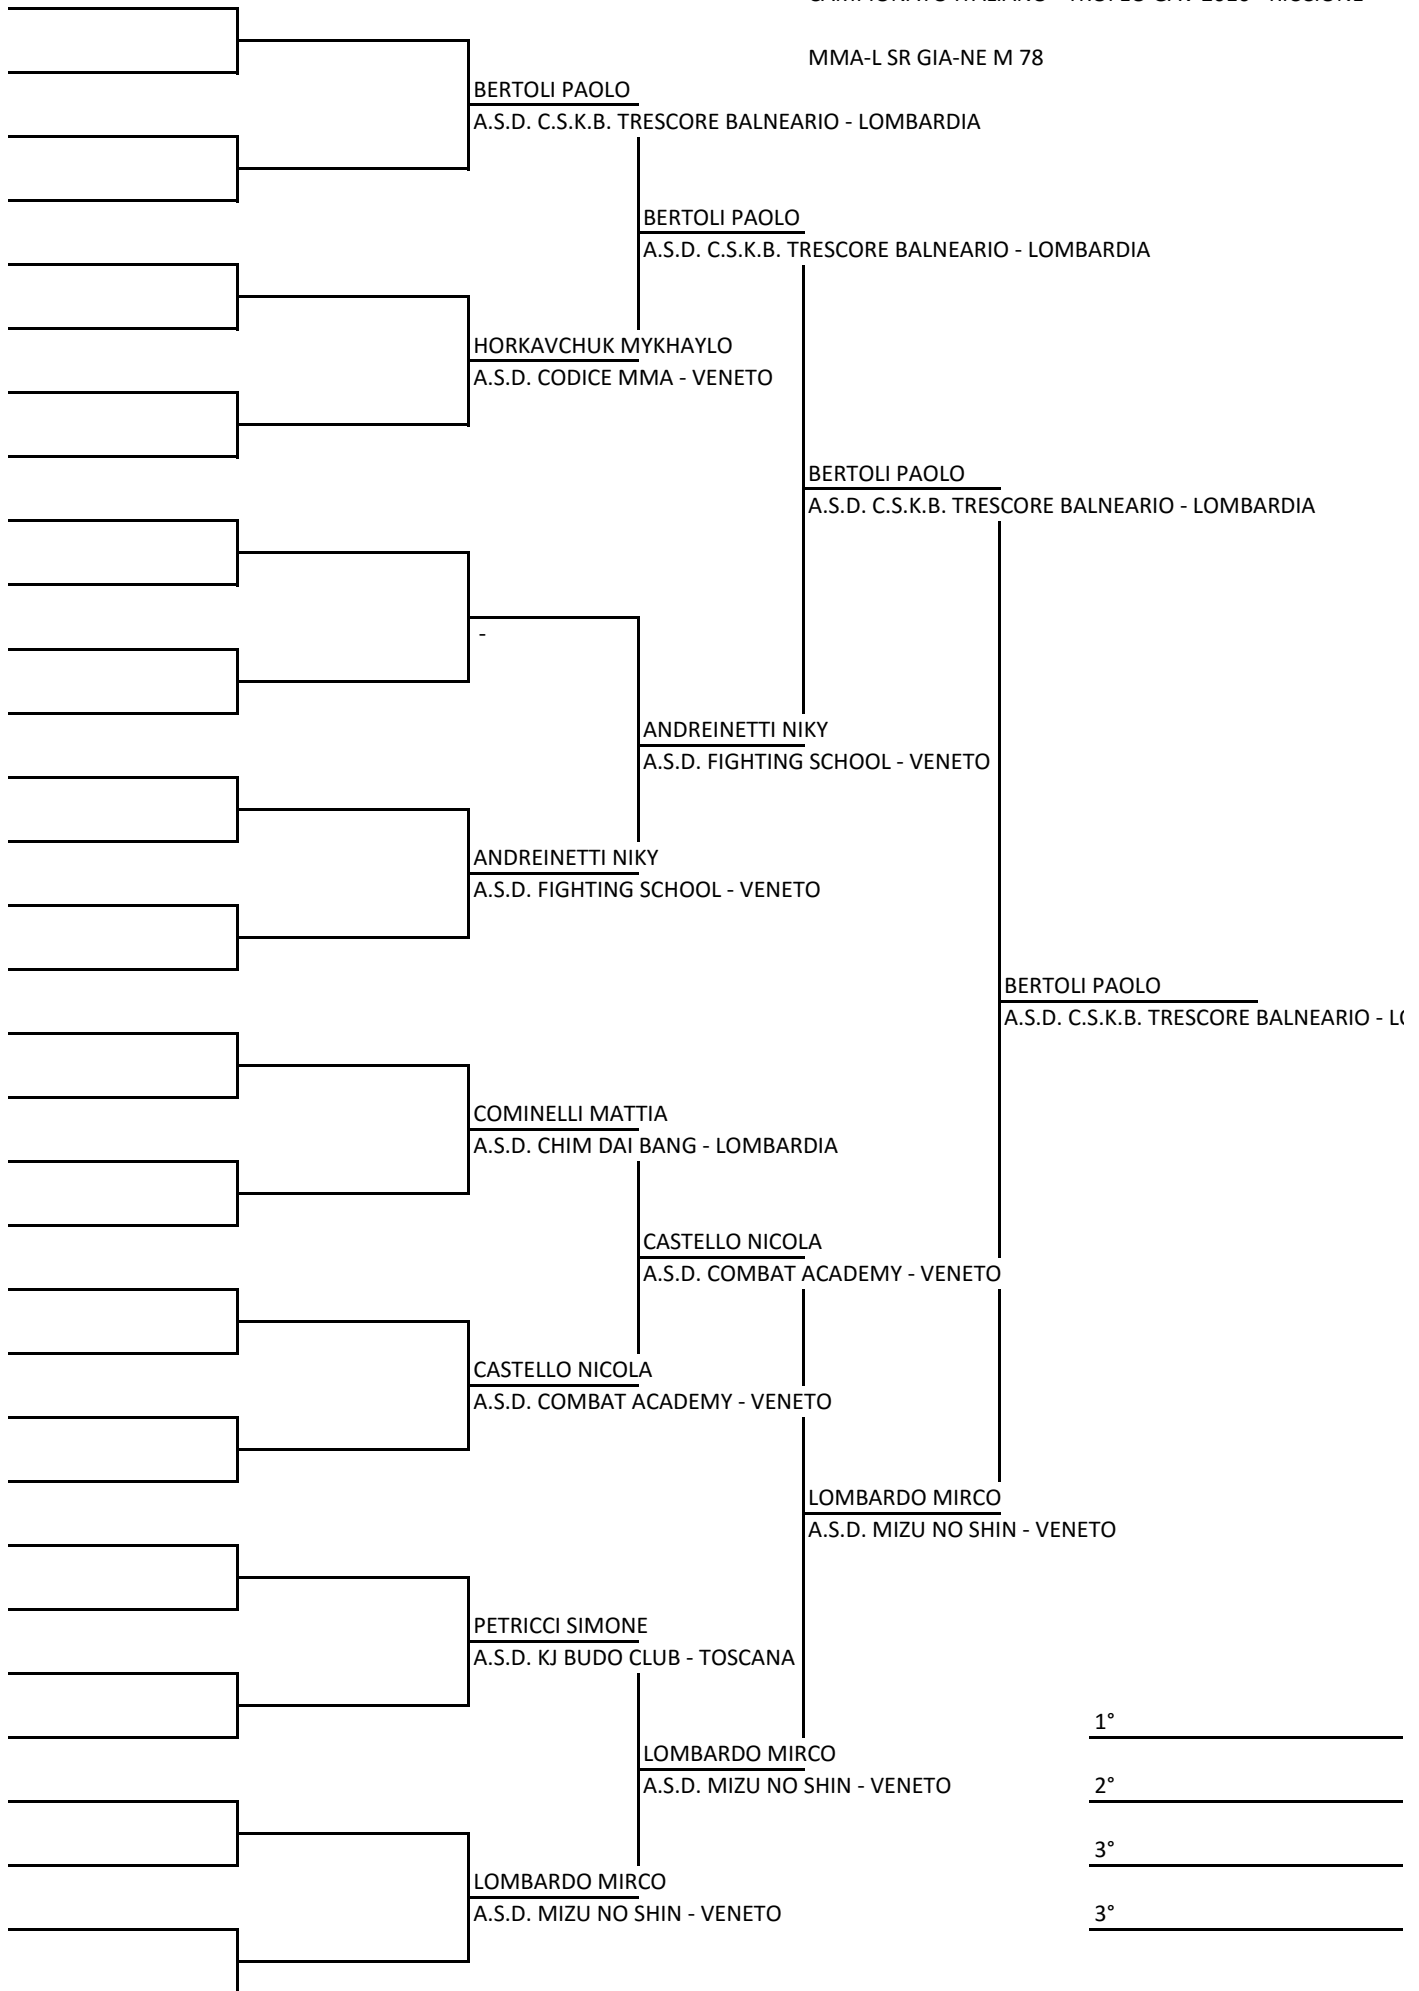 MMA-L SR GIA-NE M 78
BERTOLI PAOLO
A.S.D. C.S.K.B. TRESCORE BALNEARIO - LOMBARDIA
BERTOLI PAOLO
A.S.D. C.S.K.B. TRESCORE BALNEARIO - LOMBARDIA
HORKAVCHUK MYKHAYLO
A.S.D. CODICE MMA - VENETO
BERTOLI PAOLO
A.S.D. C.S.K.B. TRESCORE BALNEARIO - LOMBARDIA
-
ANDREINETTI NIKY
A.S.D. FIGHTING SCHOOL - VENETO
ANDREINETTI NIKY
A.S.D. FIGHTING SCHOOL - VENETO
BERTOLI PAOLO
A.S.D. C.S.K.B. TRESCORE BALNEARIO - LO
COMINELLI MATTIA
A.S.D. CHIM DAI BANG - LOMBARDIA
CASTELLO NICOLA
A.S.D. COMBAT ACADEMY - VENETO
CASTELLO NICOLA
A.S.D. COMBAT ACADEMY - VENETO
LOMBARDO MIRCO
A.S.D. MIZU NO SHIN - VENETO
PETRICCI SIMONE
A.S.D. KJ BUDO CLUB - TOSCANA
1°
LOMBARDO MIRCO
A.S.D. MIZU NO SHIN - VENETO
2°
3°
LOMBARDO MIRCO
A.S.D. MIZU NO SHIN - VENETO
3°